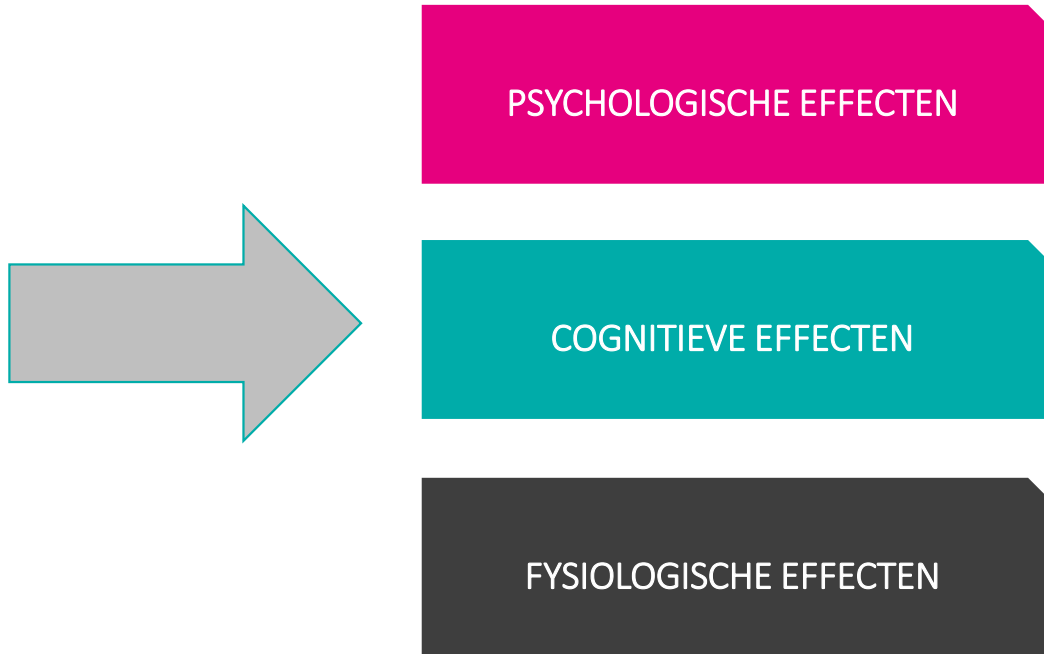 PSYCHOLOGISCHE EFFECTEN
COGNITIEVE EFFECTEN
FYSIOLOGISCHE EFFECTEN